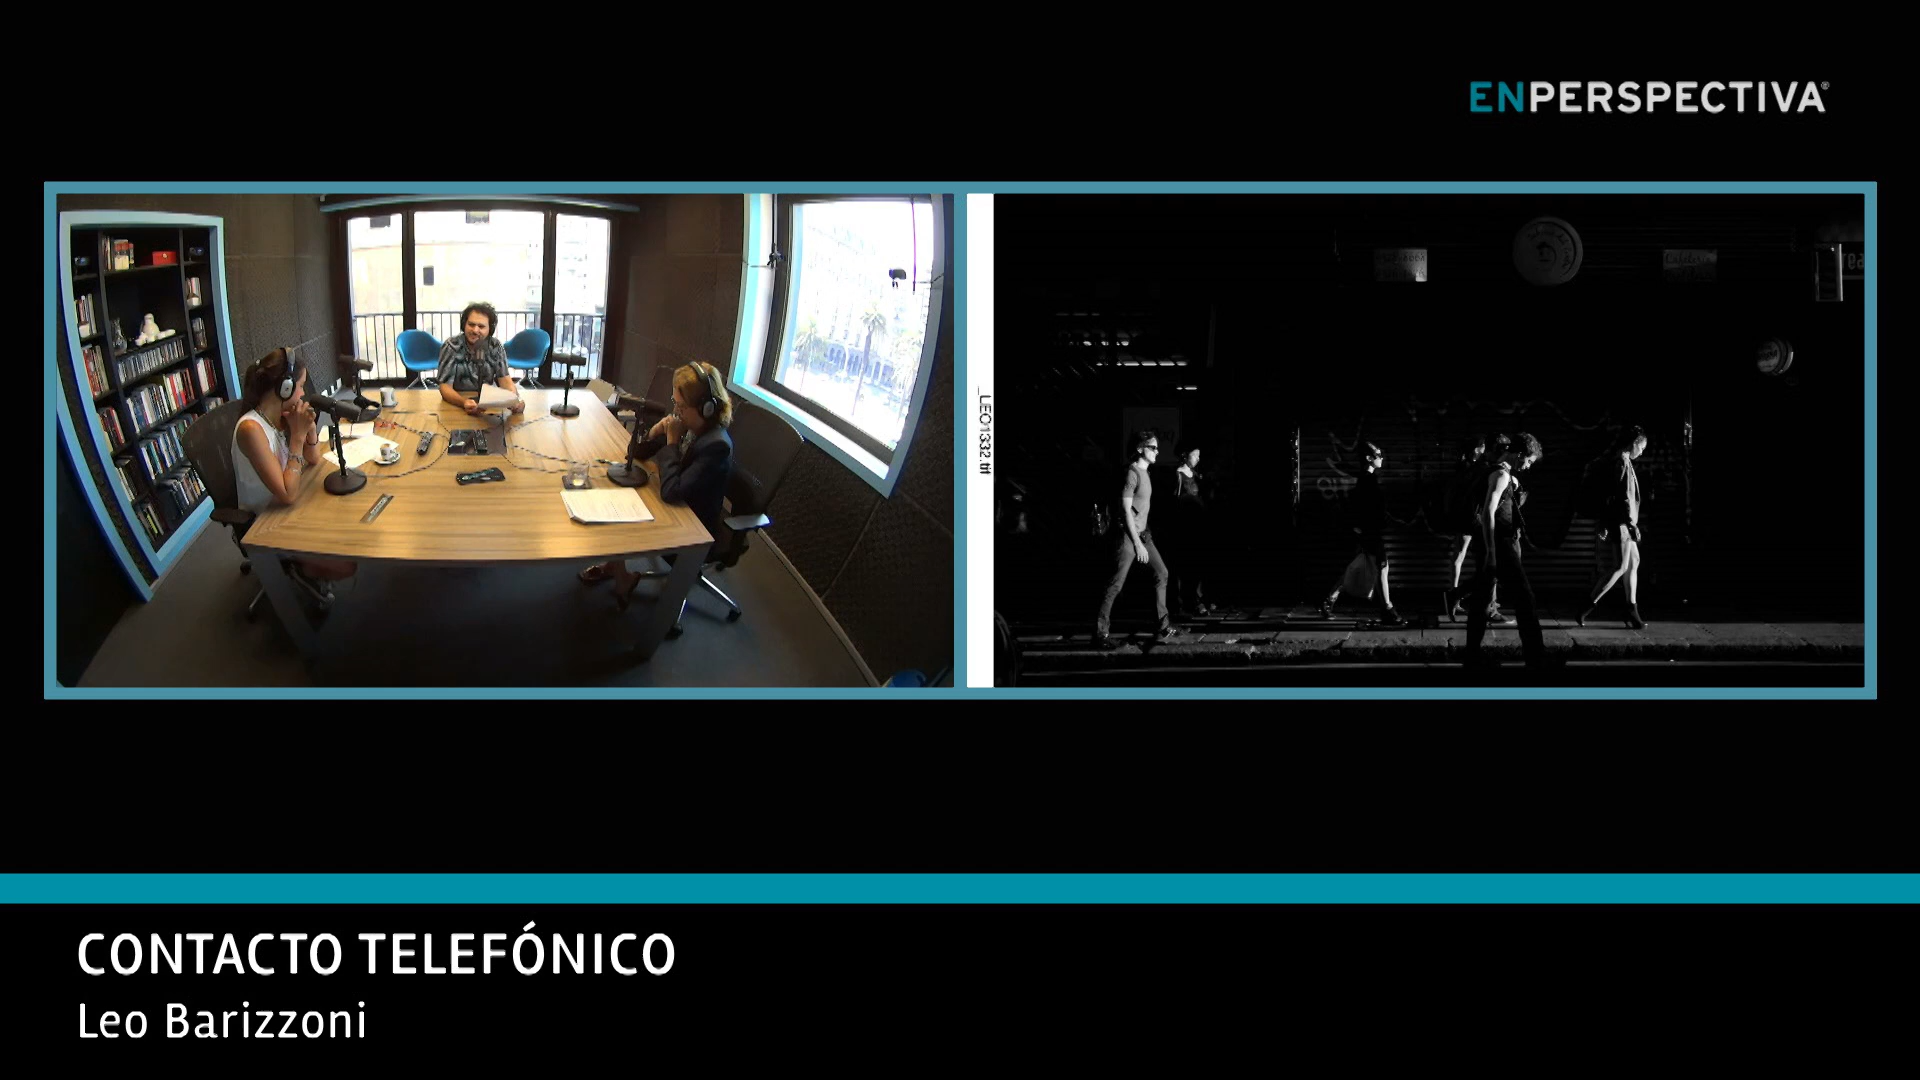 ENPERSPECTIVA®
_LEO1332.tif
CONTACTO TELEFÓNICO
Leo Barizzoni